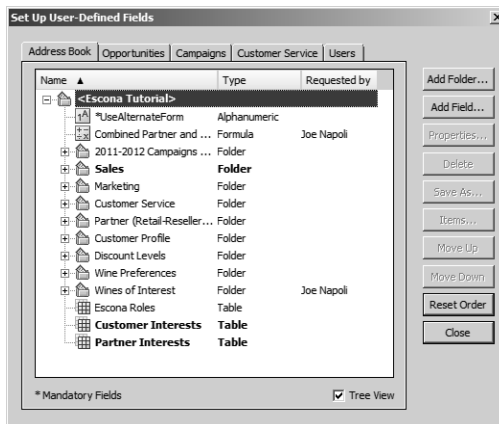 Set Up User-Defined Fields
Address Book Opportunities Campaigns Customer Service Users
Name Type Requested by
<Escona Tutorial>
*UseAlternateForm Alphanumeric
Combined Partner and ... Formula Joe Napoli
2011-2012 Campaigns ... Folder
Sales Folder
Marketing Folder
Customer Service Folder
Partner (Retail-Reseller... Folder
Customer Profile Folder
Discount Levels Folder
Wine Preferences Folder
Wines of Interest Folder Joe Napoli
Escona Roles Table
Customer Interests Table
Partner Interests Table
* Mandatory Fields
Tree View
Add Folder...
Add Field...
Properties...
Delete
Save As...
Items...
Move Up
Move Down
Reset Order
Close